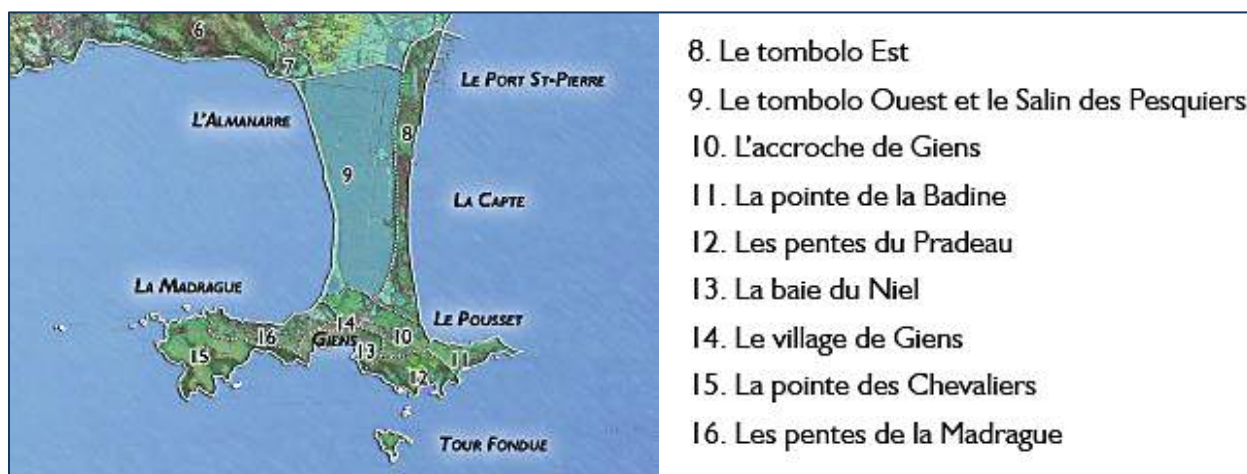 6
7
LE PORT ST-PIERRE
L'ALMANARRE
8
9
LA CAPTE
LA MADRAGUE
LE POUSSET
14
10
16
GIENS
13
11
15
12
TOUR FONDUE
8. Le tombolo Est
9. Le tombolo Ouest et le Salin des Pesquiers
10. L'accroche de Giens
11. La pointe de la Badine
12. Les pentes du Pradeau
13. La baie du Niel
14. Le village de Giens
15. La pointe des Chevaliers
16. Les pentes de la Madrague